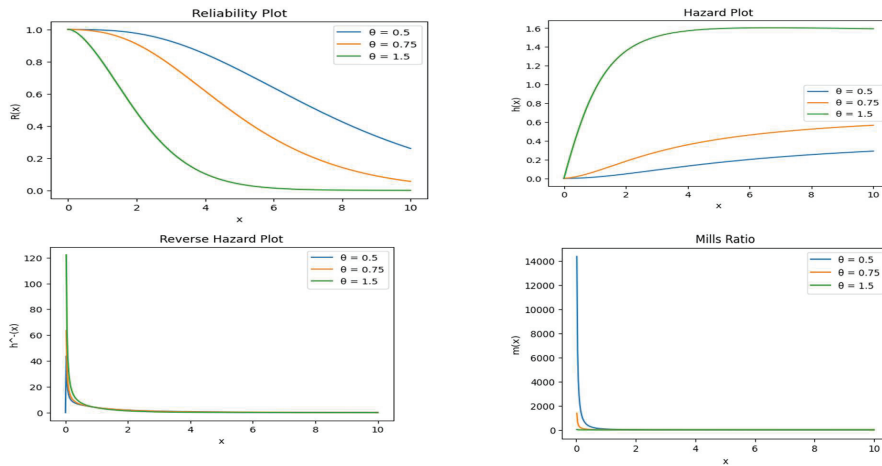 Reliability Plot
1.0
0.8
0.6
0.4
0.2
0.0
R(x)
θ = 0.5
θ = 0.75
θ = 1.5
0 2 4 6 8 10
x
Hazard Plot
1.6
1.4
1.2
1.0
0.8
0.6
0.4
0.2
0.0
h(x)
θ = 0.5
θ = 0.75
θ = 1.5
0 2 4 6 8 10
x
Reverse Hazard Plot
120
100
80
60
40
20
0
h^-(x)
θ = 0.5
θ = 0.75
θ = 1.5
0 2 4 6 8 10
x
Mills Ratio
14000
12000
10000
8000
6000
4000
2000
0
m(x)
θ = 0.5
θ = 0.75
θ = 1.5
0 2 4 6 8 10
x